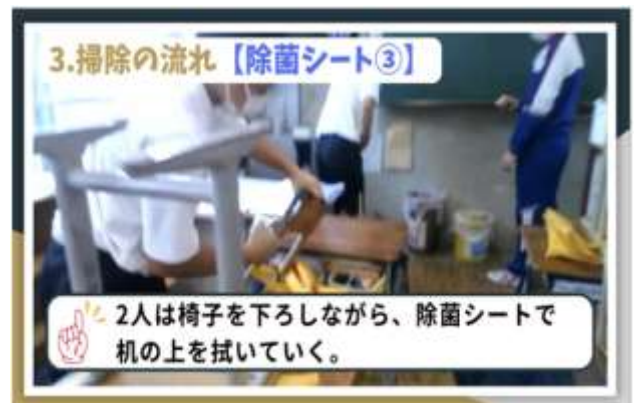 3.掃除の流れ【除菌シート③】
2人は椅子を下ろしながら、除菌シートで
机の上を拭いていく。